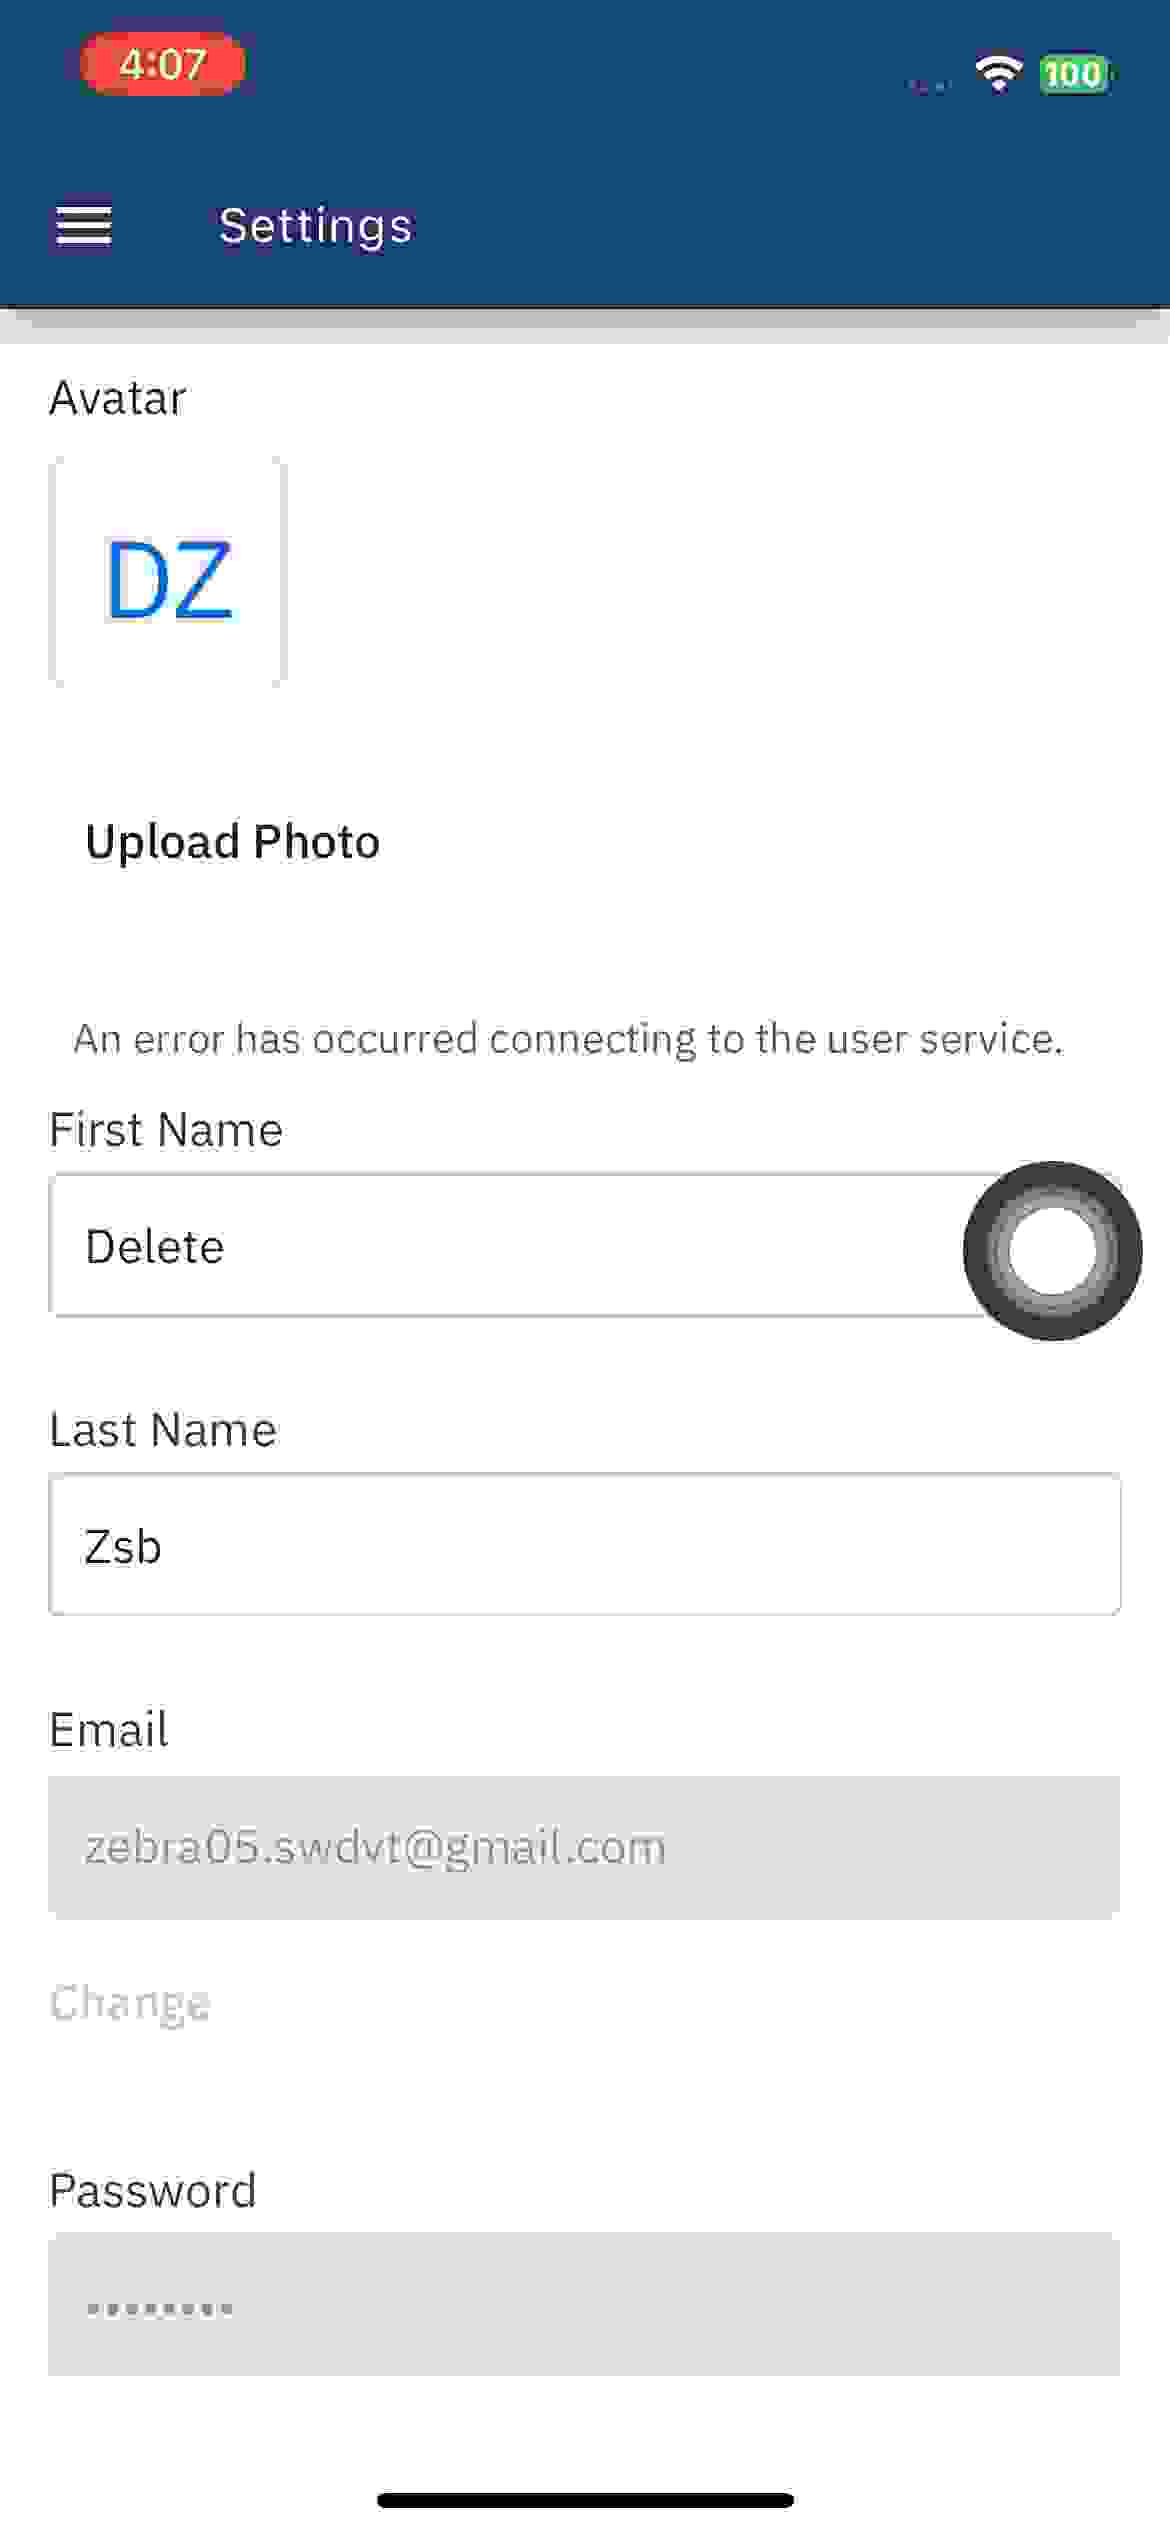 4:07
100
Settings
Avatar
DZ
Upload Photo
An error has occurred connecting to the user service.
First Name
Delete
Last Name
Zsb
Email
zebra05.swdvt@gmail.com
Change
Password
••••••••